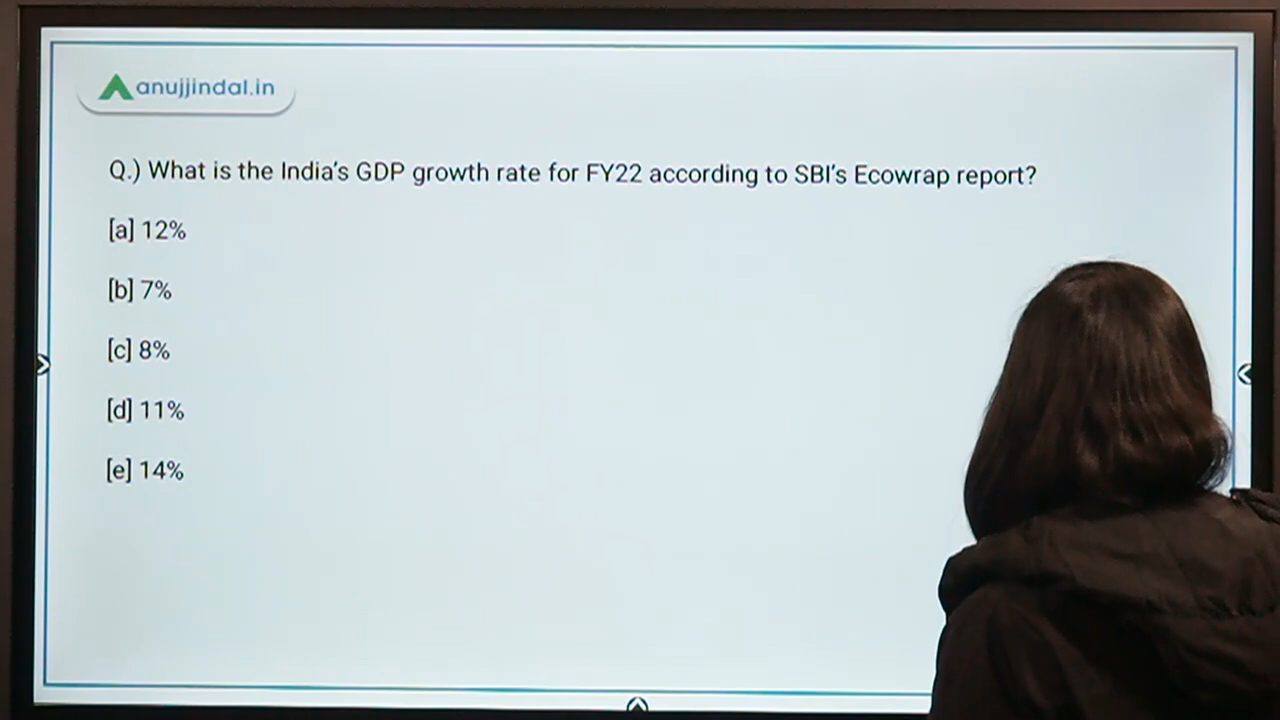 anujjindal.in
Q.) What is the India's GDP growth rate for FY22 according to SBI's Ecowrap report?
[a] 12%
[b] 7%
[c] 8%
[d] 11%
[e] 14%